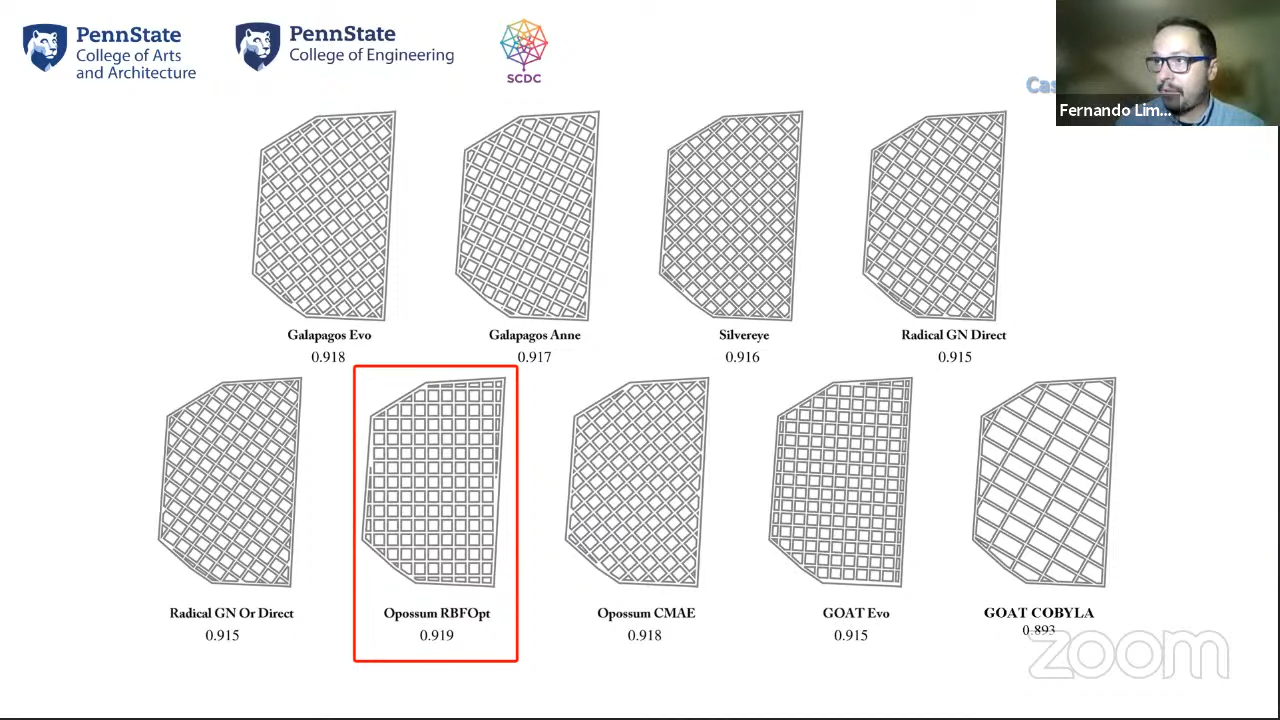 PennState
College of Arts
and Architecture
PennState
College of Engineering
SCDC
Cas
Fernando Lim...
Galapagos Evo
0.918
Galapagos Anne
0.917
Silvereye
0.916
Radical GN Direct
0.915
Radical GN Or Direct
0.915
Opossum RBFOpt
0.919
Opossum CMAE
0.918
GOAT Evo
0.915
GOAT COBYLA
0.893
zoom